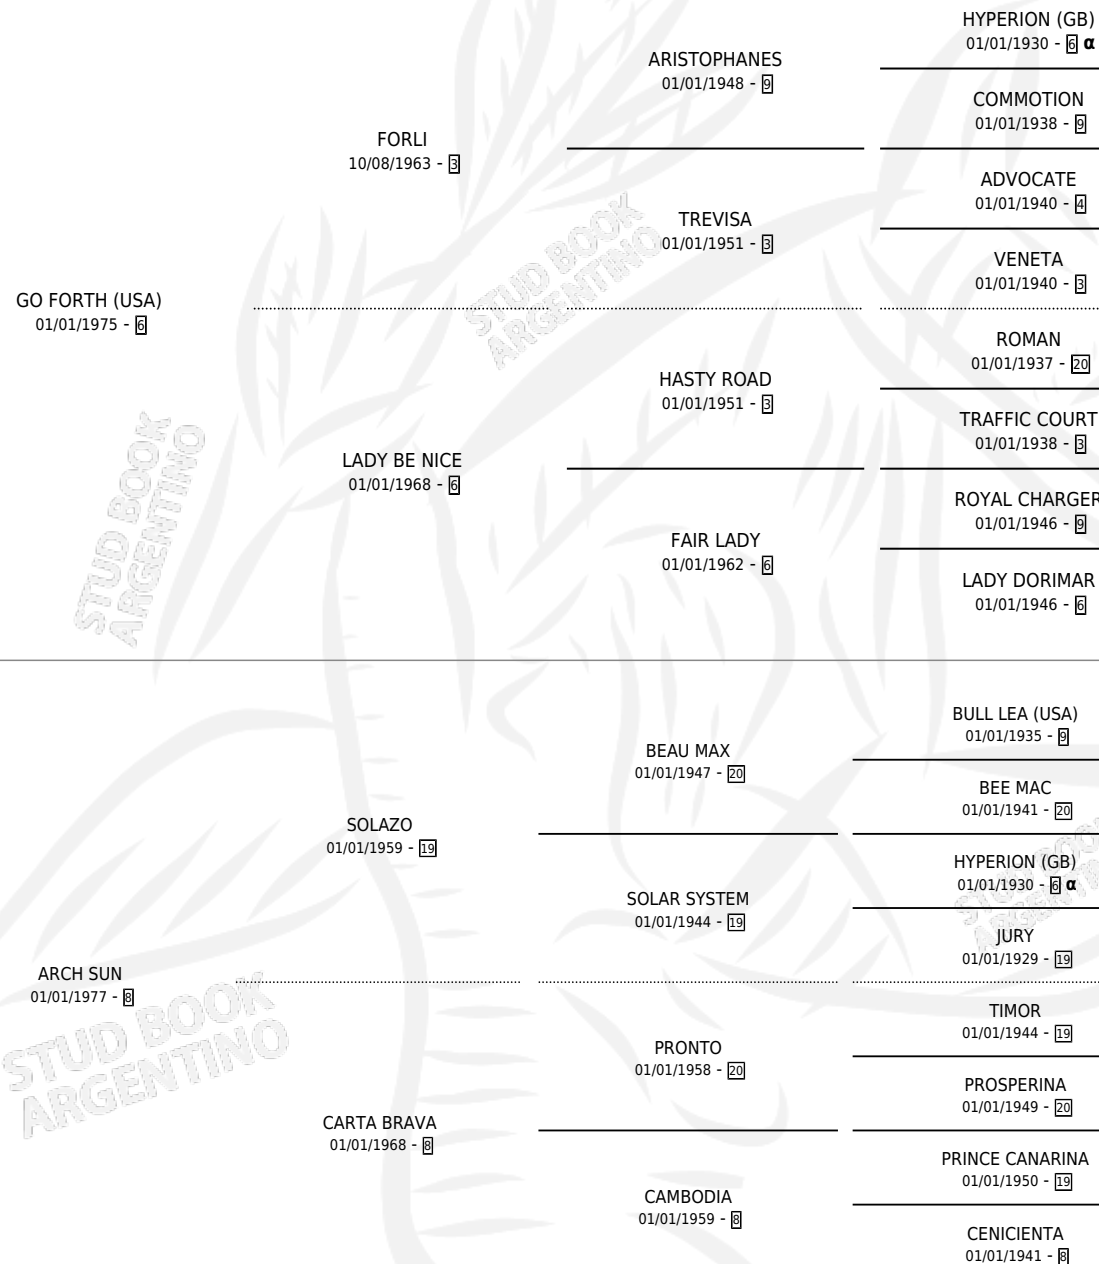 HYPERION (GB)
01/01/1930 - 6 α
ARISTOPHANES
01/01/1948 - 9
COMMOTION
01/01/1938 - 9
FORLI
10/08/1963 - 3
ADVOCATE
01/01/1940 - 4
TREVISA
01/01/1951 - 3
VENETA
01/01/1940 - 3
GO FORTH (USA)
01/01/1975 - 6
ROMAN
01/01/1937 - 20
HASTY ROAD
01/01/1951 - 3
TRAFFIC COURT
01/01/1938 - 3
LADY BE NICE
01/01/1968 - 6
ROYAL CHARGER
01/01/1946 - 9
FAIR LADY
01/01/1962 - 6
LADY DORIMAR
01/01/1946 - 6
BULL LEA (USA)
01/01/1935 - 9
BEAU MAX
01/01/1947 - 20
BEE MAC
01/01/1941 - 20
SOLAZO
01/01/1959 - 19
HYPERION (GB)
01/01/1930 - 6 α
SOLAR SYSTEM
01/01/1944 - 19
JURY
01/01/1929 - 19
ARCH SUN
01/01/1977 - 8
TIMOR
01/01/1944 - 19
PRONTO
01/01/1958 - 20
PROSPERINA
01/01/1949 - 20
CARTA BRAVA
01/01/1968 - 8
PRINCE CANARINA
01/01/1950 - 19
CAMBODIA
01/01/1959 - 8
CENICIENTA
01/01/1941 - 8
STUD BOOK
ARGENTINO
STUD BOOK
ARGENTINO
STUD BOOK
ARGENTINO